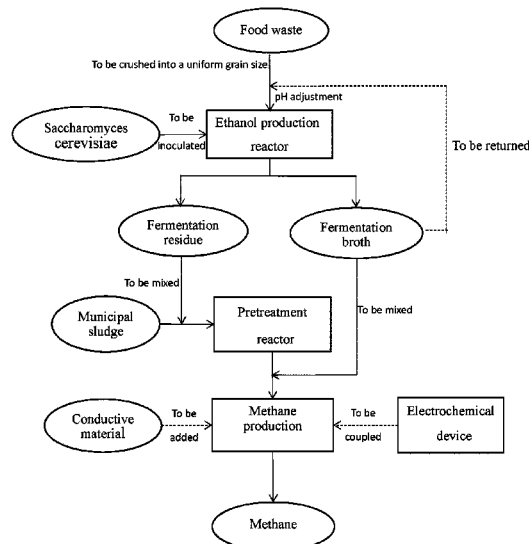 Food waste
To be crushed into a uniform grain size
pH adjustment
To be
inoculated
Saccharomyces
cerevisiae
Ethanol production
reactor
To be returned
Fermentation
residue
Fermentation
broth
To be mixed
To be mixed
Municipal
sludge
Pretreatment
reactor
Conductive
material
To be
added
Methane
production
To be
coupled
Electrochemical
device
Methane